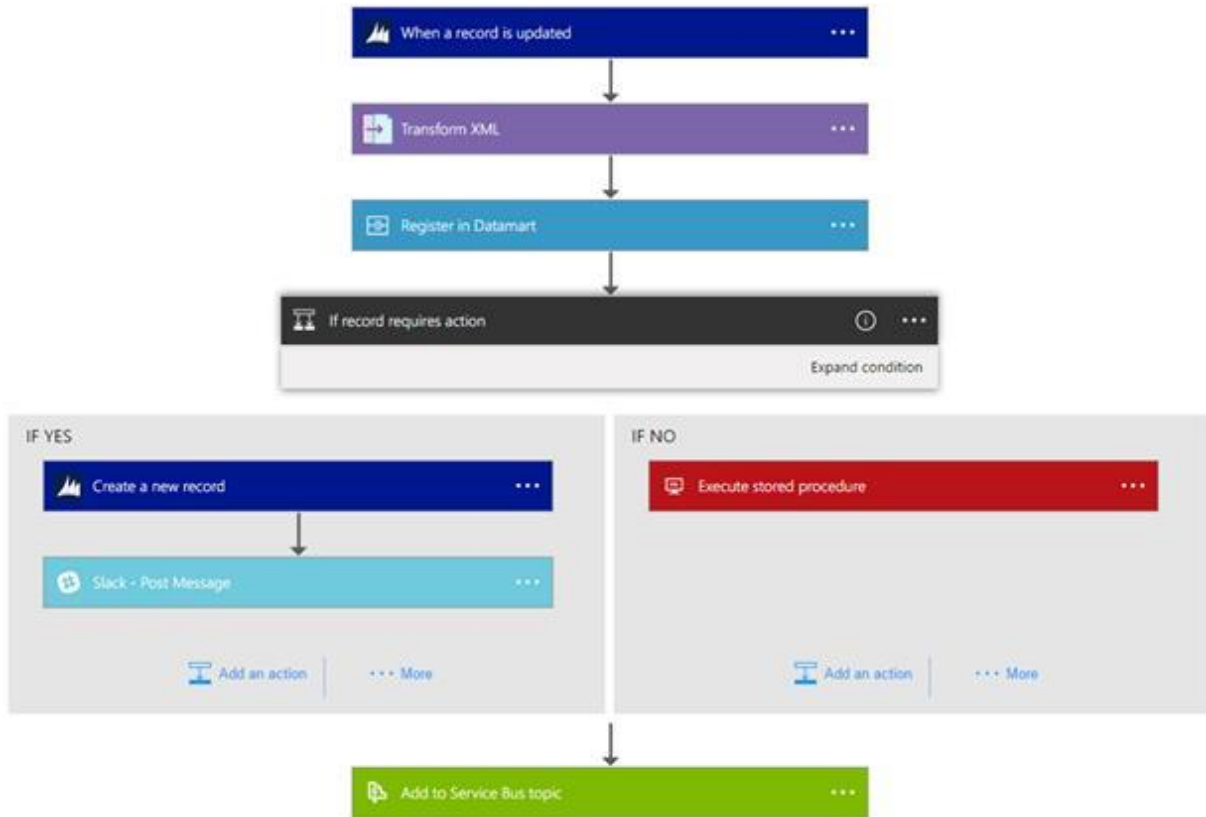 When a record is updated
Transform XML
Register in Datamart
If record requires action
Expand condition
IF YES
Create a new record
Slack - Post Message
Add an action
More
IF NO
Execute stored procedure
Add an action
More
Add to Service Bus topic